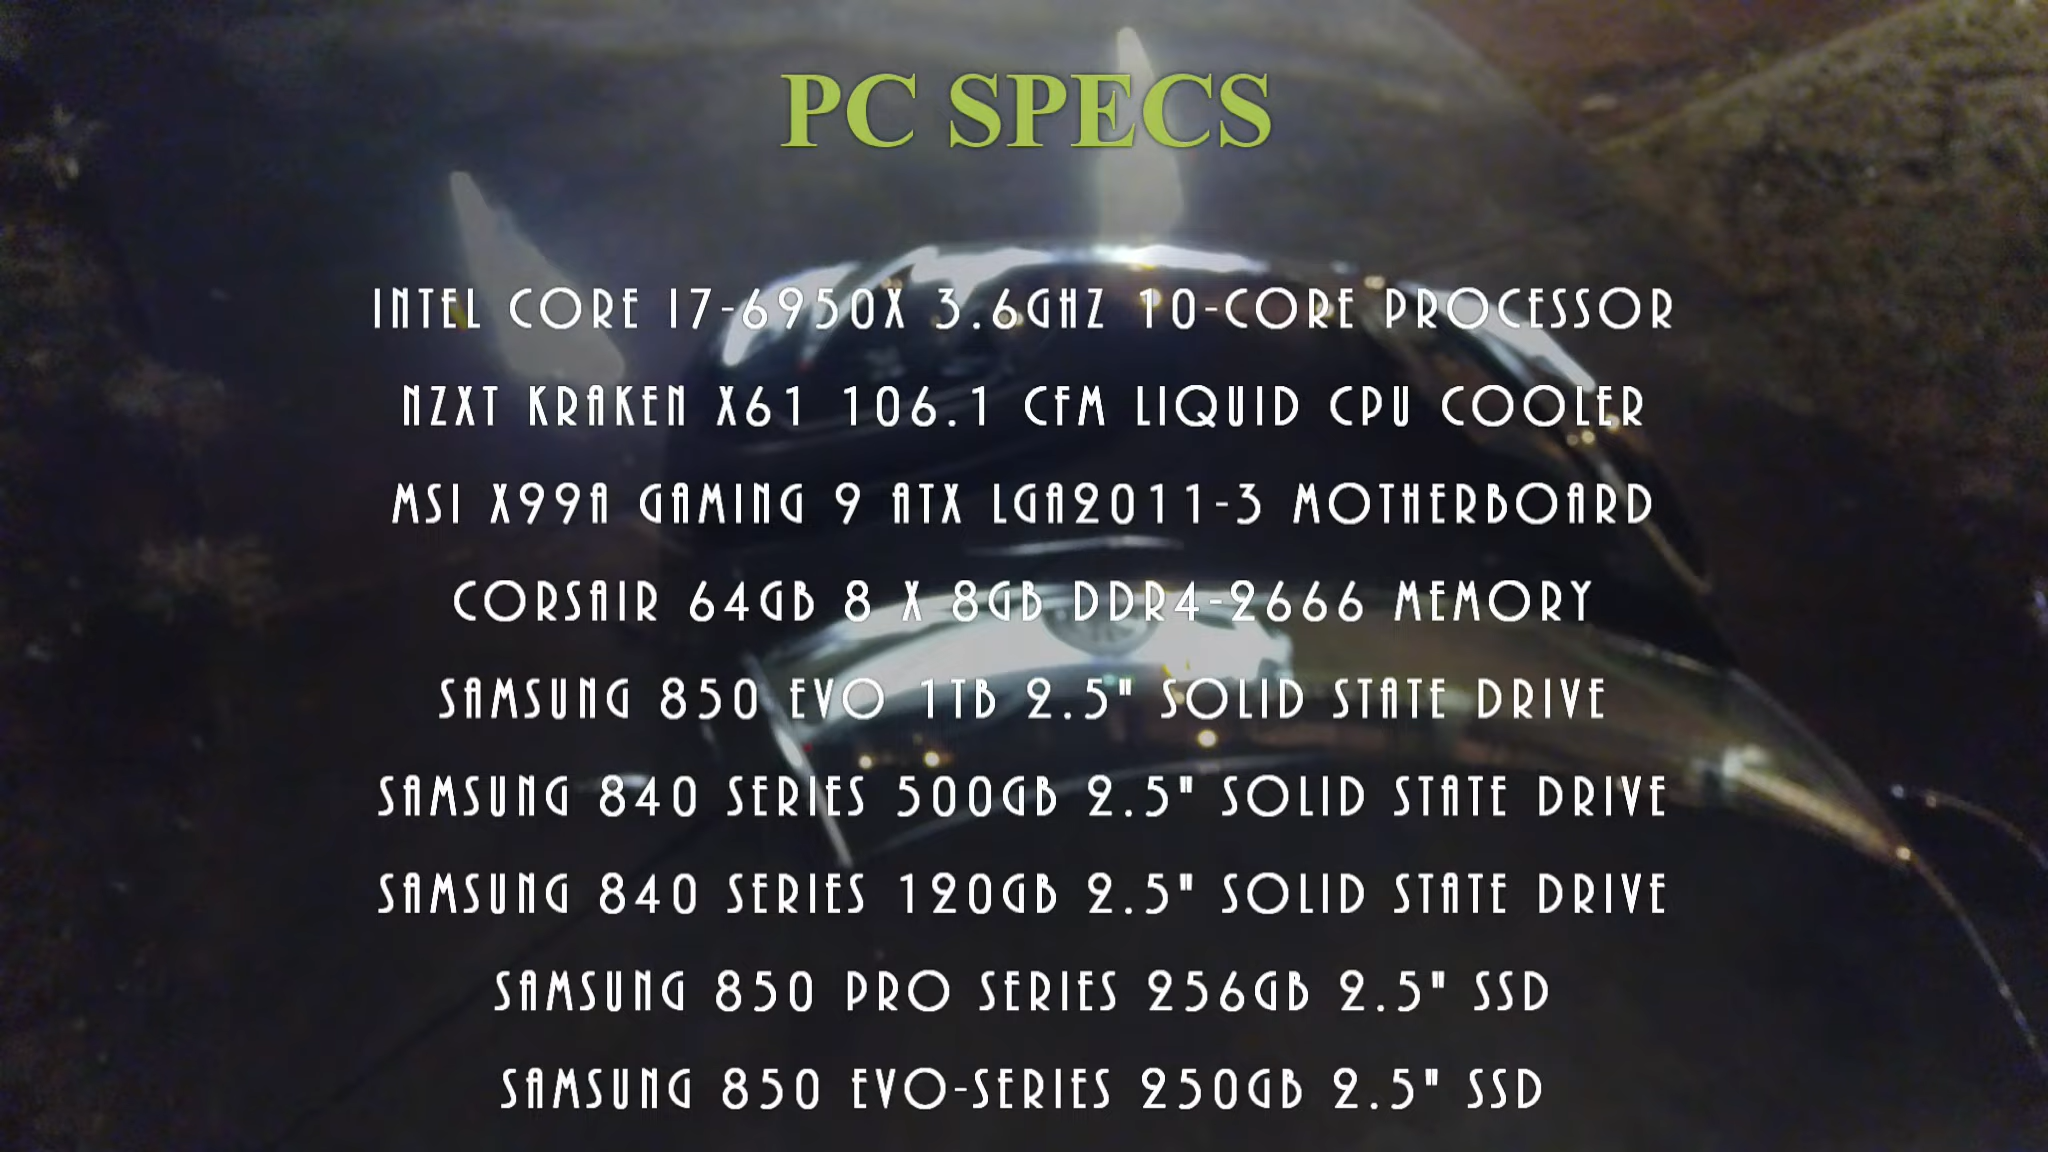 PC SPECS
INTEL CORE I7-6950X 3.6GHZ 10-CORE PROCESSOR
NZXT KRAKEN X61 106.1 CFM LIQUID CPU COOLER
MSI X99A GAMING 9 ATX LGA2011-3 MOTHERBOARD
CORSAIR 64GB 8 X 8GB DDR4-2666 MEMORY
SAMSUNG 850 EVO 1TB 2.5" SOLID STATE DRIVE
SAMSUNG 840 SERIES 500GB 2.5" SOLID STATE DRIVE
SAMSUNG 840 SERIES 120GB 2.5" SOLID STATE DRIVE
SAMSUNG 850 PRO SERIES 256GB 2.5" SSD
SAMSUNG 850 EVO-SERIES 250GB 2.5" SSD